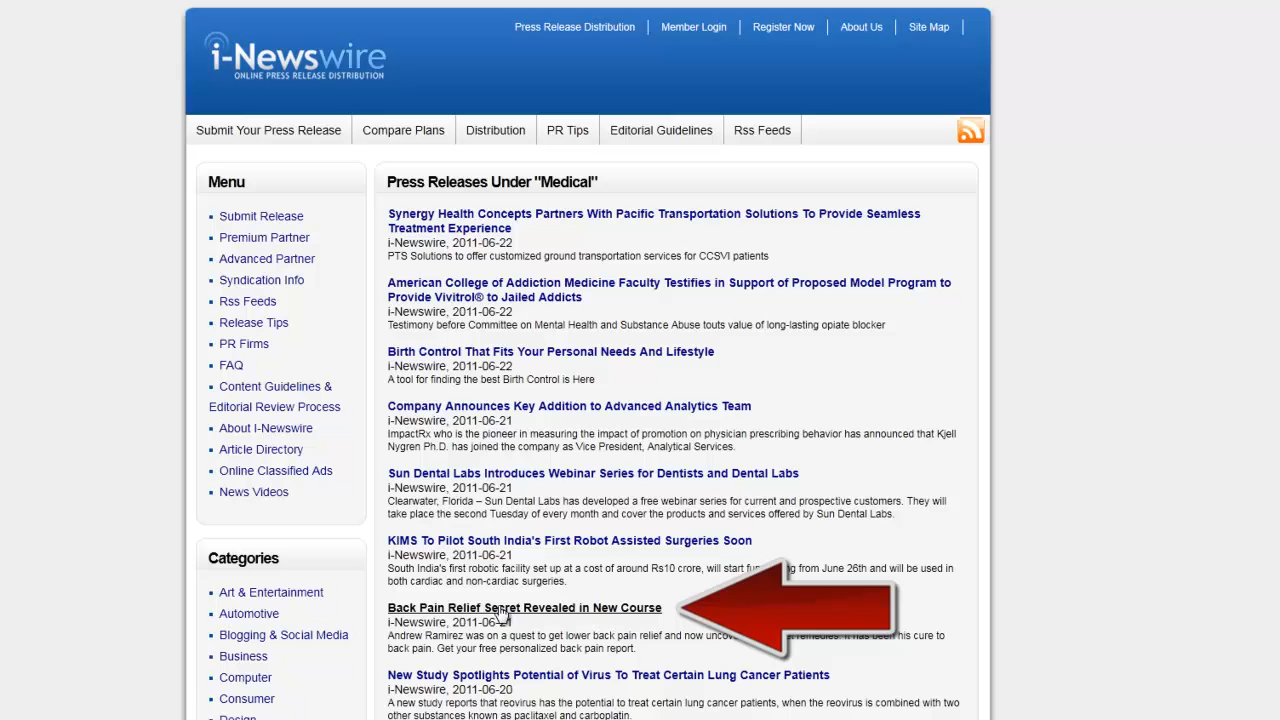 Press Release Distribution
Member Login
Register Now
About Us
Site Map
i-Newswire
ONLINE PRESS RELEASE DISTRIBUTION
Submit Your Press Release
Compare Plans
Distribution
PR Tips
Editorial Guidelines
Rss Feeds
Menu
Submit Release
Premium Partner
Advanced Partner
Syndication Info
Rss Feeds
Release Tips
PR Firms
FAQ
Content Guidelines &
Editorial Review Process
About I-Newswire
Article Directory
Online Classified Ads
News Videos
Categories
Art & Entertainment
Automotive
Blogging & Social Media
Business
Computer
Consumer
Design
Press Releases Under "Medical"
Synergy Health Concepts Partners With Pacific Transportation Solutions To Provide Seamless
Treatment Experience
i-Newswire, 2011-06-22
PTS Solutions to offer customized ground transportation services for CCSVI patients
American College of Addiction Medicine Faculty Testifies in Support of Proposed Model Program to
Provide Vivitrol® to Jailed Addicts
i-Newswire, 2011-06-22
Testimony before Committee on Mental Health and Substance Abuse touts value of long-lasting opiate blocker
Birth Control That Fits Your Personal Needs And Lifestyle
i-Newswire, 2011-06-22
A tool for finding the best Birth Control is Here
Company Announces Key Addition to Advanced Analytics Team
i-Newswire, 2011-06-21
ImpactRx who is the pioneer in measuring the impact of promotion on physician prescribing behavior has announced that Kjell
Nygren Ph.D. has joined the company as Vice President, Analytical Services.
Sun Dental Labs Introduces Webinar Series for Dentists and Dental Labs
i-Newswire, 2011-06-21
Clearwater, Florida – Sun Dental Labs has developed a free webinar series for current and prospective customers. They will
take place the second Tuesday of every month and cover the products and services offered by Sun Dental Labs.
KIMS To Pilot South India's First Robot Assisted Surgeries Soon
i-Newswire, 2011-06-21
South India's first robotic facility set up at a cost of around Rs10 crore, will start from June 26th and will be used in
both cardiac and non-cardiac surgeries.
Back Pain Relief Secret Revealed in New Course
i-Newswire, 2011-06-21
Andrew Ramirez was on a quest to get lower back pain relief and now remedies. It has been his cure to
back pain. Get your free personalized back pain report.
New Study Spotlights Potential of Virus To Treat Certain Lung Cancer Patients
i-Newswire, 2011-06-20
A new study reports that reovirus has the potential to treat certain lung cancer patients, when the reovirus is combined with two
other substances known as paclitaxel and carboplatin.